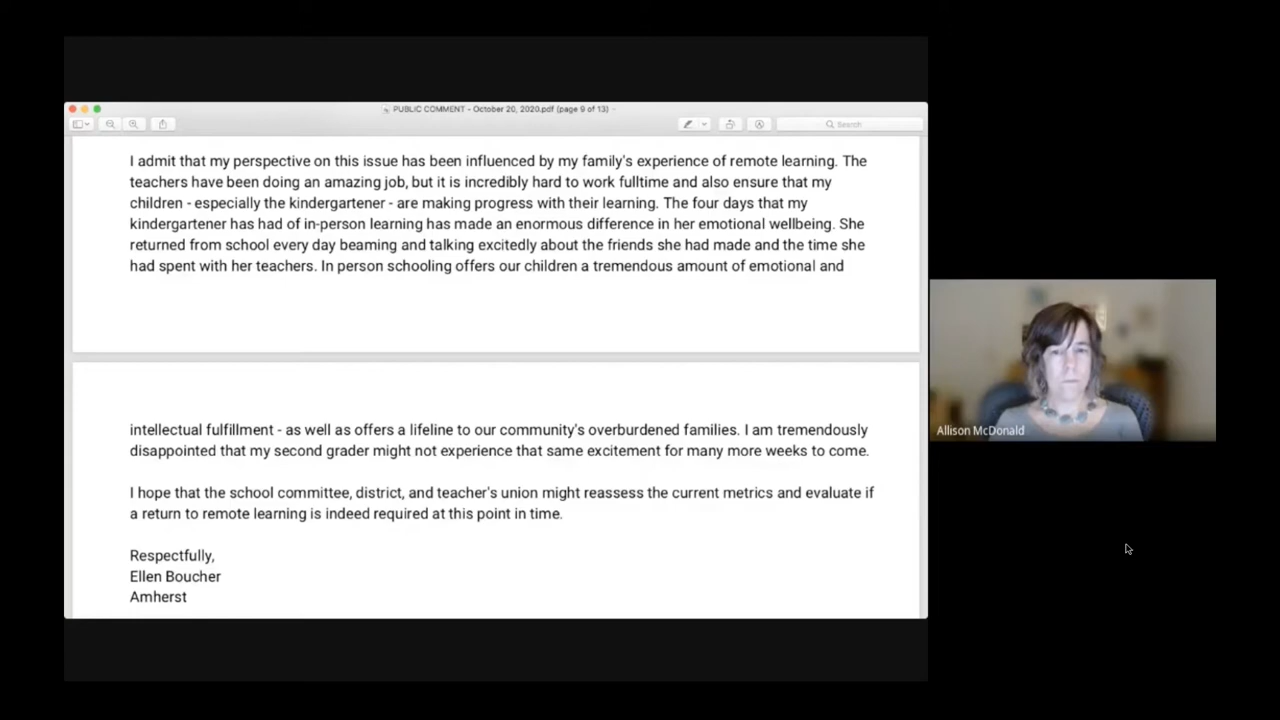 PUBLIC COMMENT - October 20, 2020.pdf (page 9 of 13)
Search
I admit that my perspective on this issue has been influenced by my family's experience of remote learning. The
teachers have been doing an amazing job, but it is incredibly hard to work fulltime and also ensure that my
children - especially the kindergartener - are making progress with their learning. The four days that my
kindergartener has had of in-person learning has made an enormous difference in her emotional wellbeing. She
returned from school every day beaming and talking excitedly about the friends she had made and the time she
had spent with her teachers. In person schooling offers our children a tremendous amount of emotional and
intellectual fulfillment - as well as offers a lifeline to our community's overburdened families. I am tremendously
disappointed that my second grader might not experience that same excitement for many more weeks to come.
I hope that the school committee, district, and teacher's union might reassess the current metrics and evaluate if
a return to remote learning is indeed required at this point in time.
Respectfully,
Ellen Boucher
Amherst
Allison McDonald